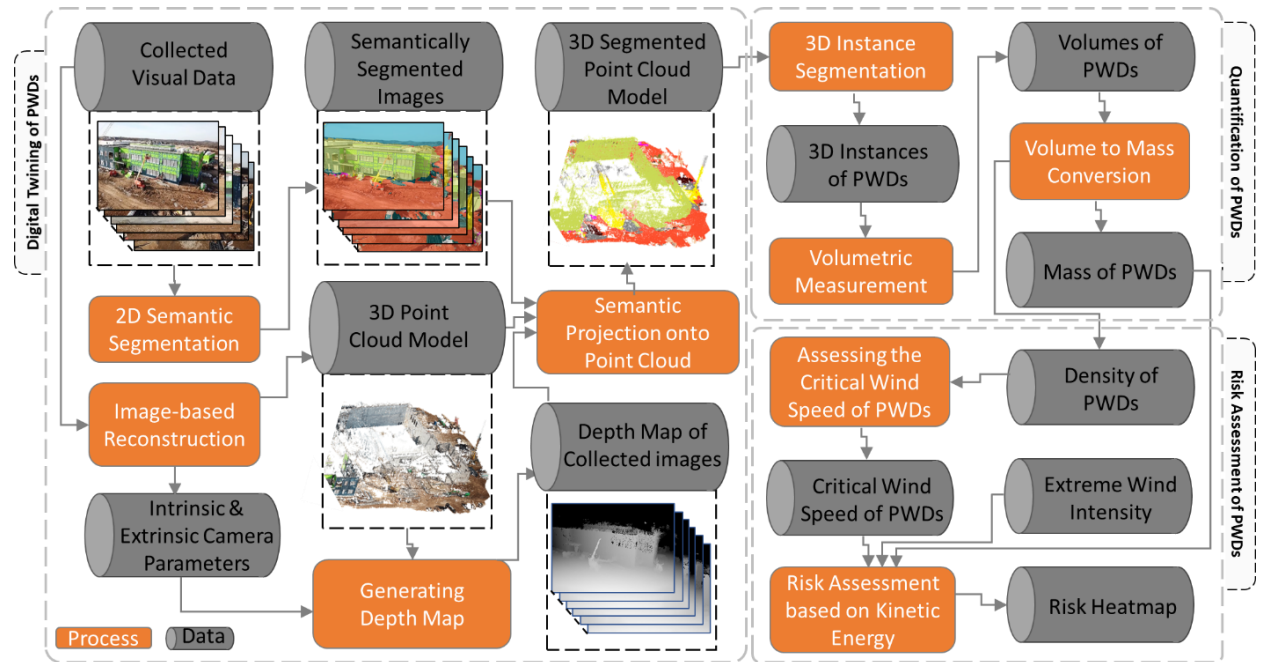 Digital Twining of PWDs
Collected
Visual Data
Semantically
Segmented
Images
3D Segmented
Point Cloud
Model
2D Semantic
Segmentation
3D Point
Cloud Model
Semantic
Projection onto
Point Cloud
Image-based
Reconstruction
Depth Map of
Collected images
Intrinsic &
Extrinsic Camera
Parameters
Generating
Depth Map
Process
Data
3D Instance
Segmentation
Volumes of
PWDs
3D Instances
of PWDs
Volume to Mass
Conversion
Volumetric
Measurement
Mass of PWDs
Quantification of PWDs
Assessing the
Critical Wind
Speed of PWDs
Density of
PWDs
Critical Wind
Speed of PWDs
Extreme Wind
Intensity
Risk Assessment
based on Kinetic
Energy
Risk Heatmap
Risk Assessment of PWDs